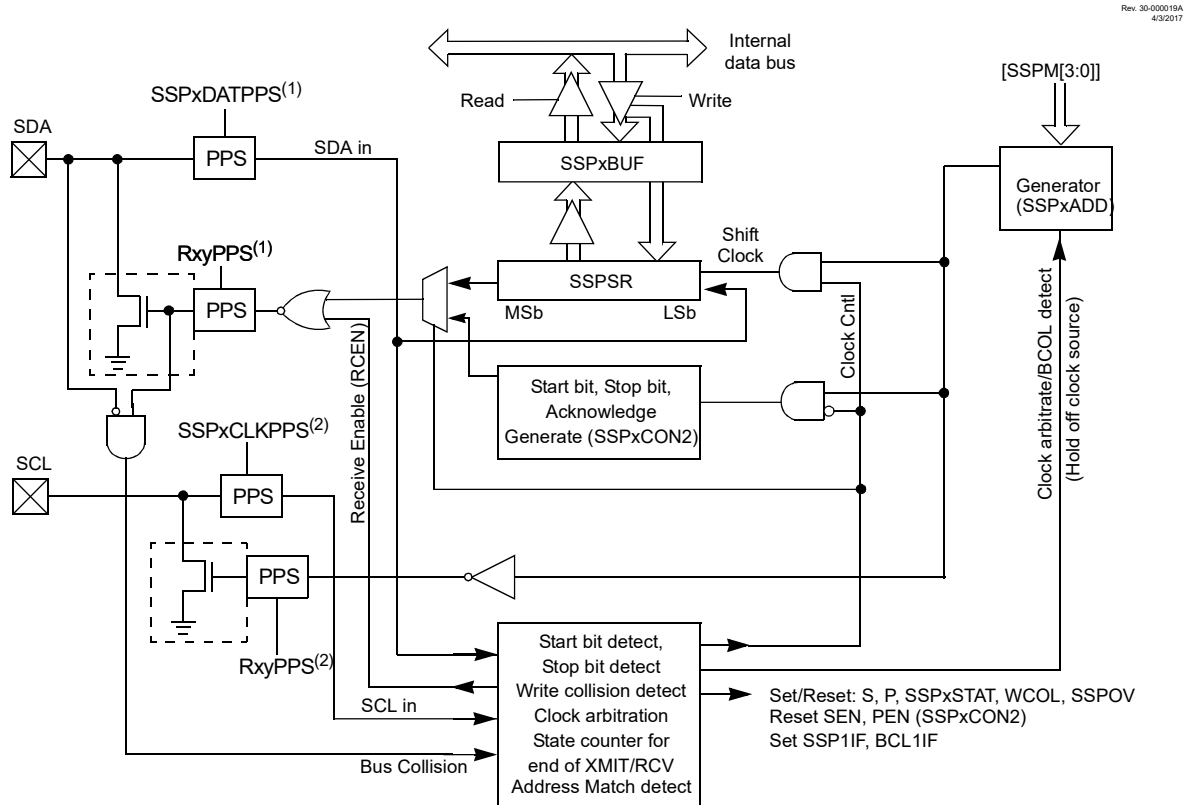 Rev. 30-000019A
4/3/2017
Internal
data bus
[SSPM[3:0]]
SSPxDATPPS(1)
Read
Write
SDA
PPS
SDA in
SSPxBUF
Generator
(SSPxADD)
RxyPPS(1)
Shift
Clock
SSPSR
PPS
MSb
LSb
Clock Cntl
Clock arbitrate/BCOL detect
(Hold off clock source)
Receive Enable (RCEN)
Start bit, Stop bit,
Acknowledge
Generate (SSPxCON2)
SSPxCLKPPS(2)
SCL
PPS
PPS
RxyPPS(2)
Start bit detect,
Stop bit detect
Write collision detect
Clock arbitration
State counter for
end of XMIT/RCV
Address Match detect
SCL in
Bus Collision
Set/Reset: S, P, SSPxSTAT, WCOL, SSPOV
Reset SEN, PEN (SSPxCON2)
Set SSP1IF, BCL1IF